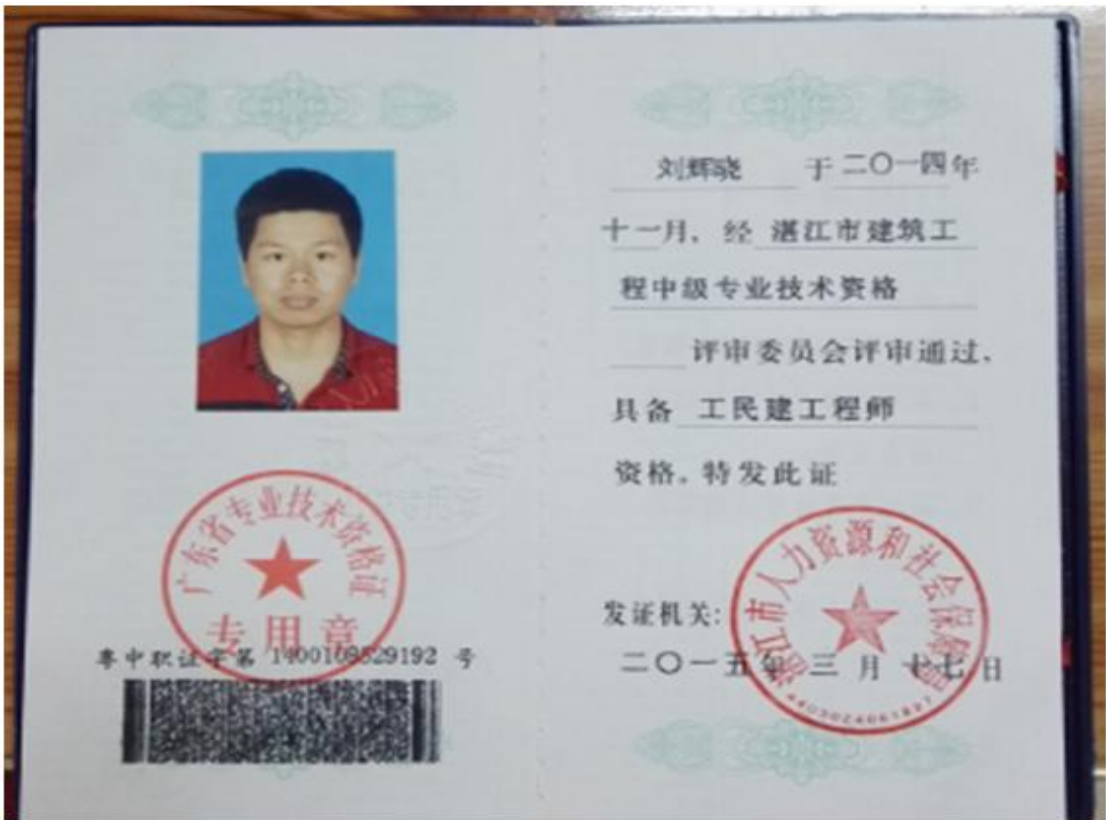 广东省专业技术资格证
专用章
粤中职证字第 1400109529192 号
刘辉晓 于二〇一四年
十一月，经 湛江市建筑工
程中级专业技术资格
评审委员会评审通过，
具备 工民建工程师
资格。特发此证
湛江市人力资源和社会保障局
发证机关：
二〇一五年 三 月 十七 日